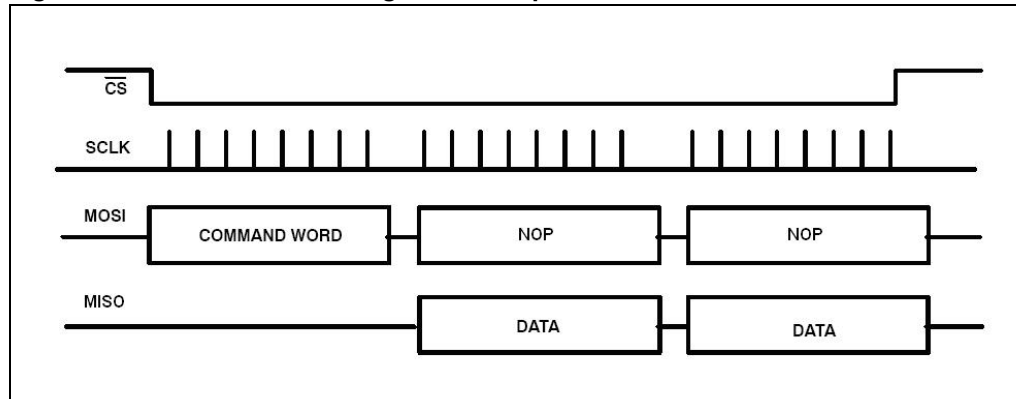 CS
SCLK
MOSI
COMMAND WORD
NOP
NOP
MISO
DATA
DATA